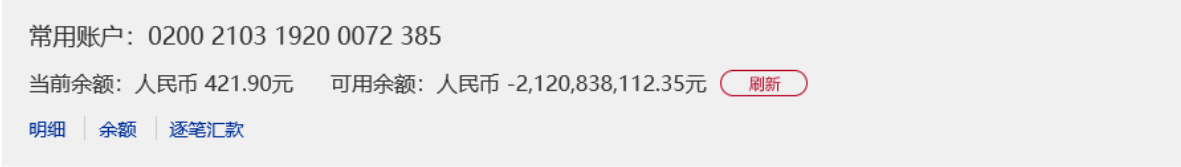 常用账户：0200 2103 1920 0072 385
当前余额：人民币 421.90元 可用余额：人民币 -2,120,838,112.35元 刷新
明细 余额 逐笔汇款